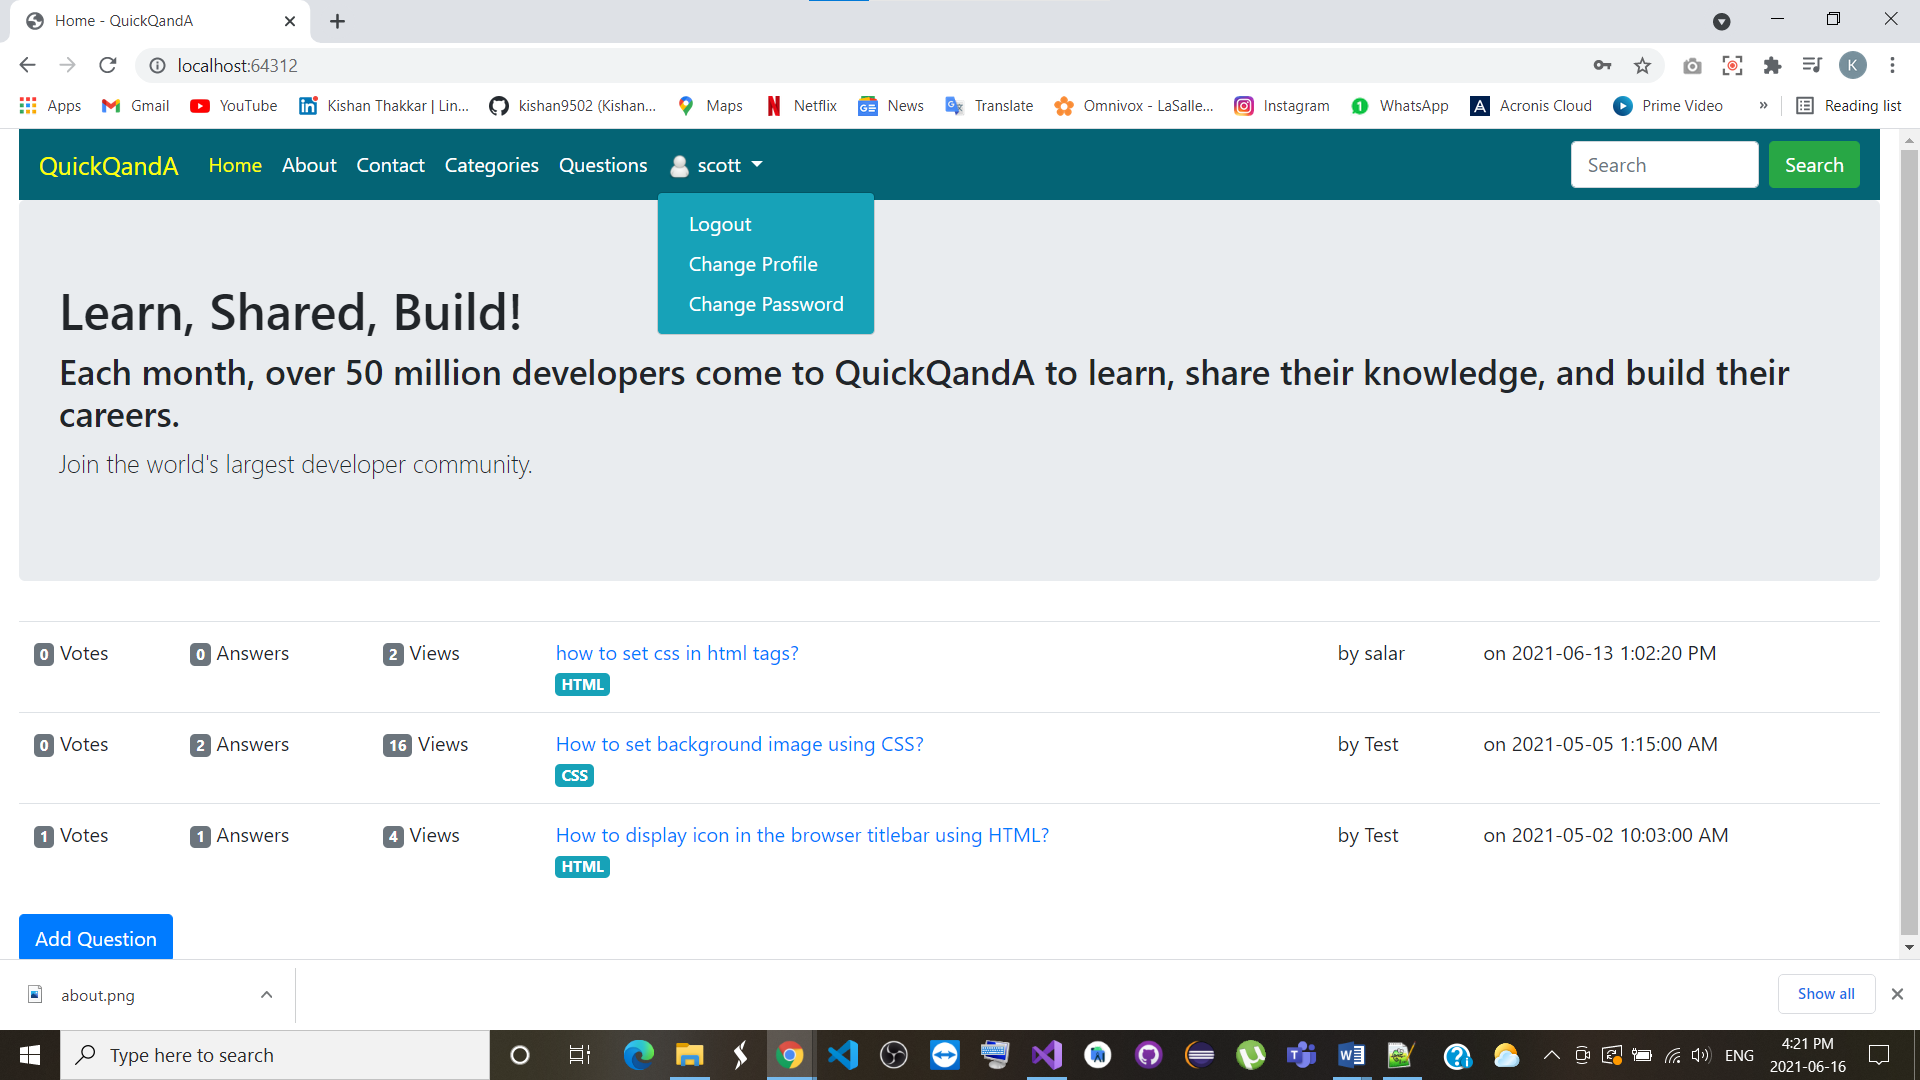 Home - QuickQandA
localhost:64312
K
Apps Gmail YouTube Kishan Thakkar | Lin... kishan9502 (Kishan... Maps Netflix News Translate Omnivox - LaSalle... Instagram 1 WhatsApp A Acronis Cloud Prime Video » Reading list
QuickQandA Home About Contact Categories Questions scott Search Search
Logout
Change Profile
Change Password
Learn, Shared, Build!
Each month, over 50 million developers come to QuickQandA to learn, share their knowledge, and build their
careers.
Join the world's largest developer community.
0 Votes 0 Answers 2 Views how to set css in html tags? by salar on 2021-06-13 1:02:20 PM
HTML
0 Votes 2 Answers 16 Views How to set background image using CSS? by Test on 2021-05-05 1:15:00 AM
CSS
1 Votes 1 Answers 4 Views How to display icon in the browser titlebar using HTML? by Test on 2021-05-02 10:03:00 AM
HTML
Add Question
about.png Show all
Type here to search ENG 4:21 PM
2021-06-16